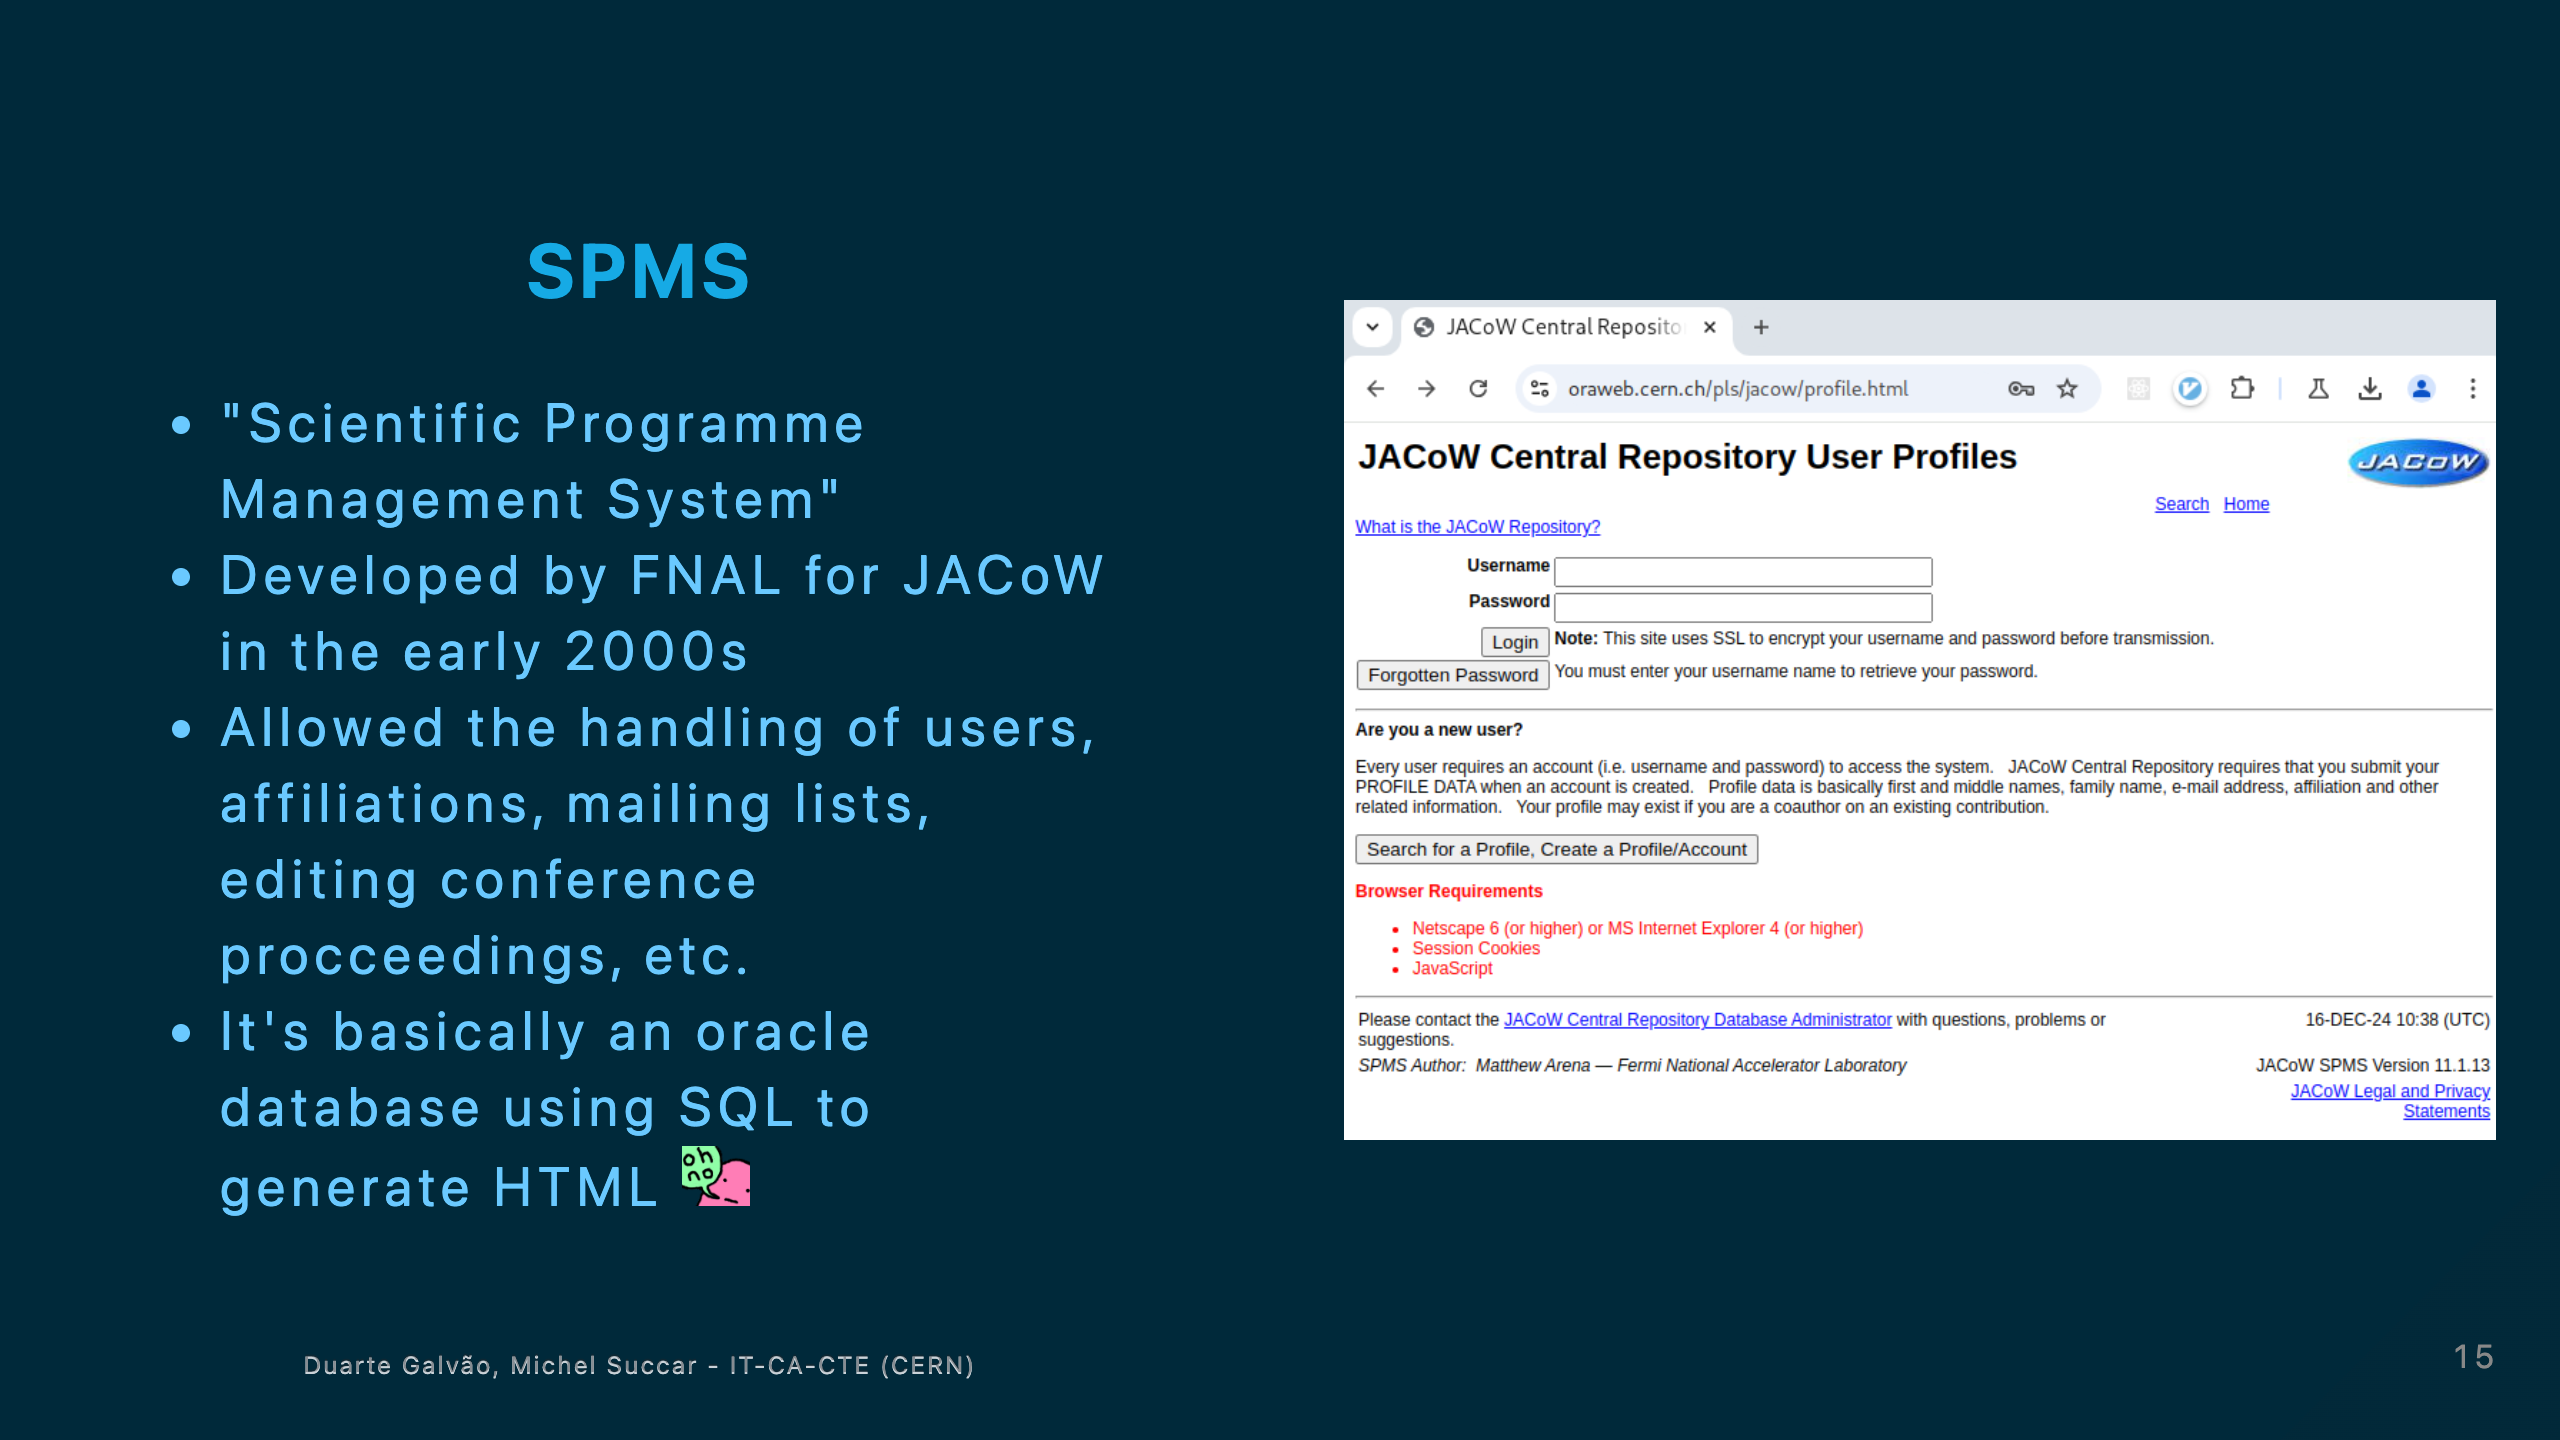 SPMS
"Scientific Programme
Management System"
Developed by FNAL for JACoW
in the early 2000s
Allowed the handling of users,
affiliations, mailing lists,
editing conference
procceedings, etc.
It's basically an oracle
database using SQL to
generate HTML
oh
no
JACoW Central Reposito
oraweb.cern.ch/pls/jacow/profile.html
JACoW Central Repository User Profiles
JACoW
Search Home
What is the JACoW Repository?
Username
Password
Login Note: This site uses SSL to encrypt your username and password before transmission.
Forgotten Password You must enter your username name to retrieve your password.
Are you a new user?
Every user requires an account (i.e. username and password) to access the system. JACoW Central Repository requires that you submit your
PROFILE DATA when an account is created. Profile data is basically first and middle names, family name, e-mail address, affiliation and other
related information. Your profile may exist if you are a coauthor on an existing contribution.
Search for a Profile, Create a Profile/Account
Browser Requirements
Netscape 6 (or higher) or MS Internet Explorer 4 (or higher)
Session Cookies
JavaScript
Please contact the JACoW Central Repository Database Administrator with questions, problems or
suggestions.
16-DEC-24 10:38 (UTC)
SPMS Author: Matthew Arena — Fermi National Accelerator Laboratory
JACoW SPMS Version 11.1.13
JACoW Legal and Privacy
Statements
Duarte Galvão, Michel Succar - IT-CA-CTE (CERN)
15